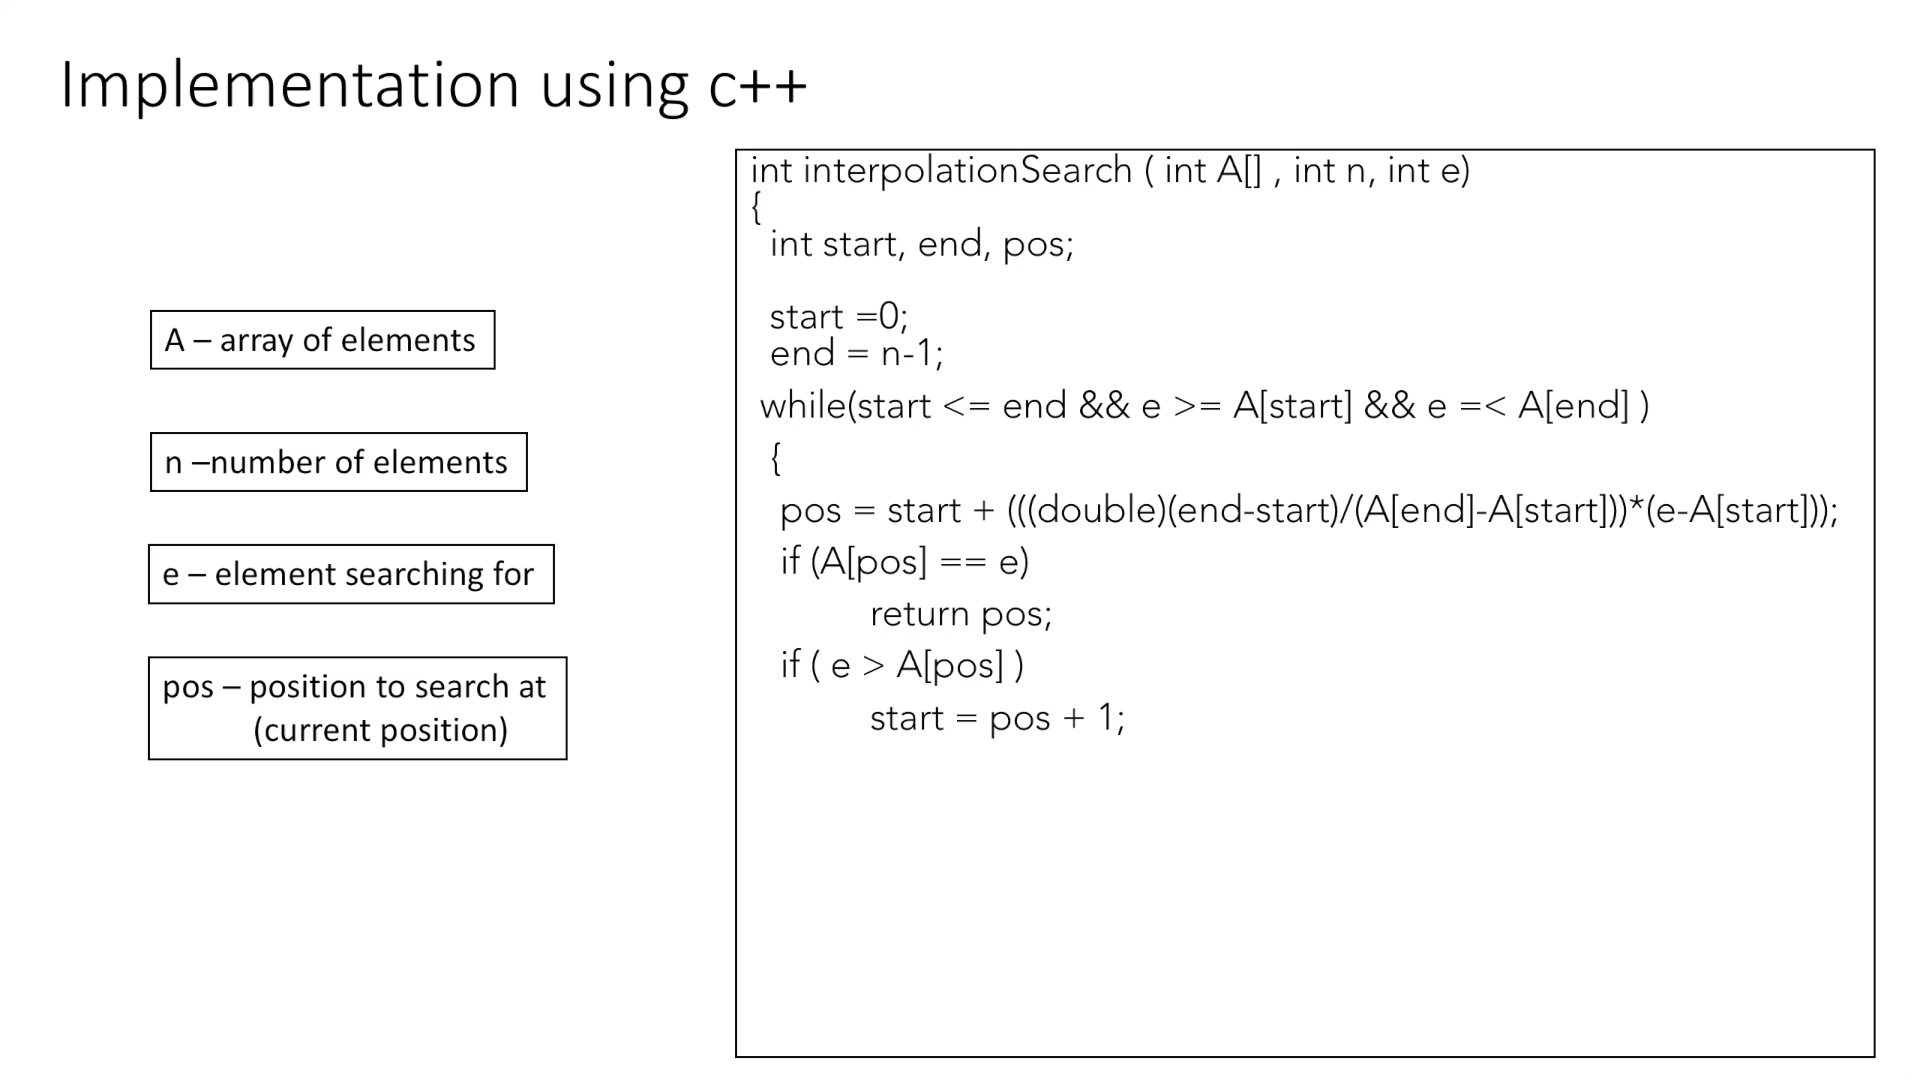 Implementation using c++
A – array of elements
n –number of elements
e – element searching for
pos – position to search at
(current position)
int interpolationSearch ( int A[] , int n, int e)
{
int start, end, pos;
start =0;
end = n-1;
while(start <= end && e >= A[start] && e =< A[end] )
{
pos = start + (((double)(end-start)/(A[end]-A[start]))*(e-A[start]));
if (A[pos] == e)
return pos;
if ( e > A[pos] )
start = pos + 1;